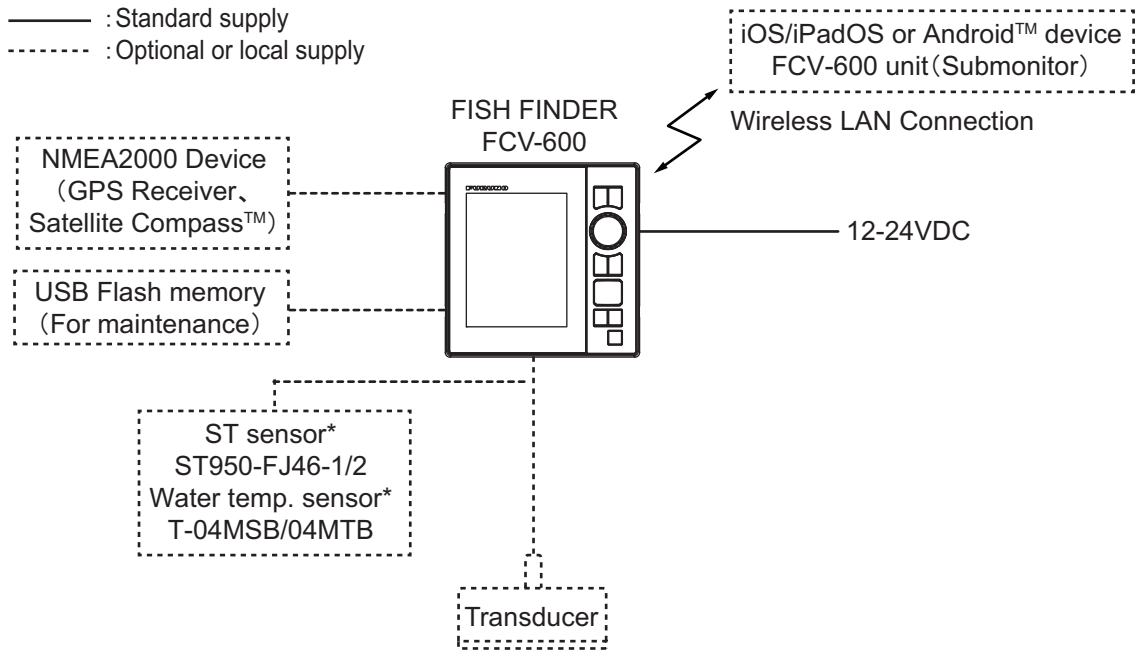 : Standard supply
: Optional or local supply
iOS/iPadOS or Android™ device
FCV-600 unit（Submonitor）
Wireless LAN Connection
FISH FINDER
FCV-600
NMEA2000 Device
（GPS Receiver、
Satellite Compass™）
12-24VDC
USB Flash memory
（For maintenance）
ST sensor*
ST950-FJ46-1/2
Water temp. sensor*
T-04MSB/04MTB
Transducer